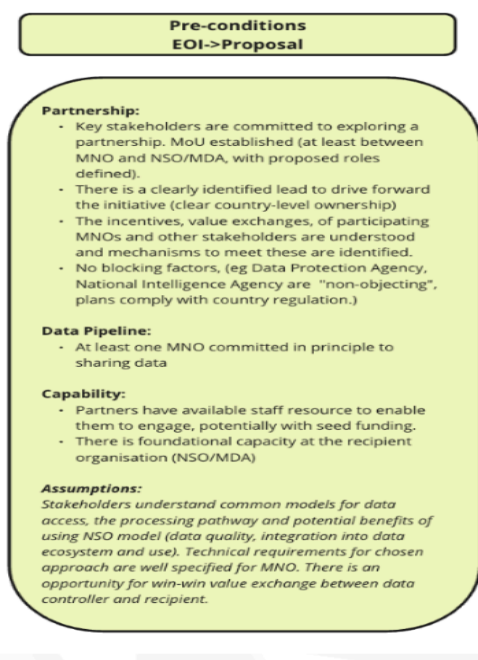 Pre-conditions
EOI->Proposal
Partnership:
- Key stakeholders are committed to exploring a
partnership. MoU established (at least between
MNO and NSO/MDA, with proposed roles
defined).
- There is a clearly identified lead to drive forward
the initiative (clear country-level ownership)
- The incentives, value exchanges, of participating
MNOs and other stakeholders are understood
and mechanisms to meet these are identified.
- No blocking factors, (eg Data Protection Agency,
National Intelligence Agency are "non-objecting",
plans comply with country regulation.)
Data Pipeline:
- At least one MNO committed in principle to
sharing data
Capability:
- Partners have available staff resource to enable
them to engage, potentially with seed funding.
- There is foundational capacity at the recipient
organisation (NSO/MDA)
Assumptions:
Stakeholders understand common models for data
access, the processing pathway and potential benefits of
using NSO model (data quality, integration into data
ecosystem and use). Technical requirements for chosen
approach are well specified for MNO. There is an
opportunity for win-win value exchange between data
controller and recipient.